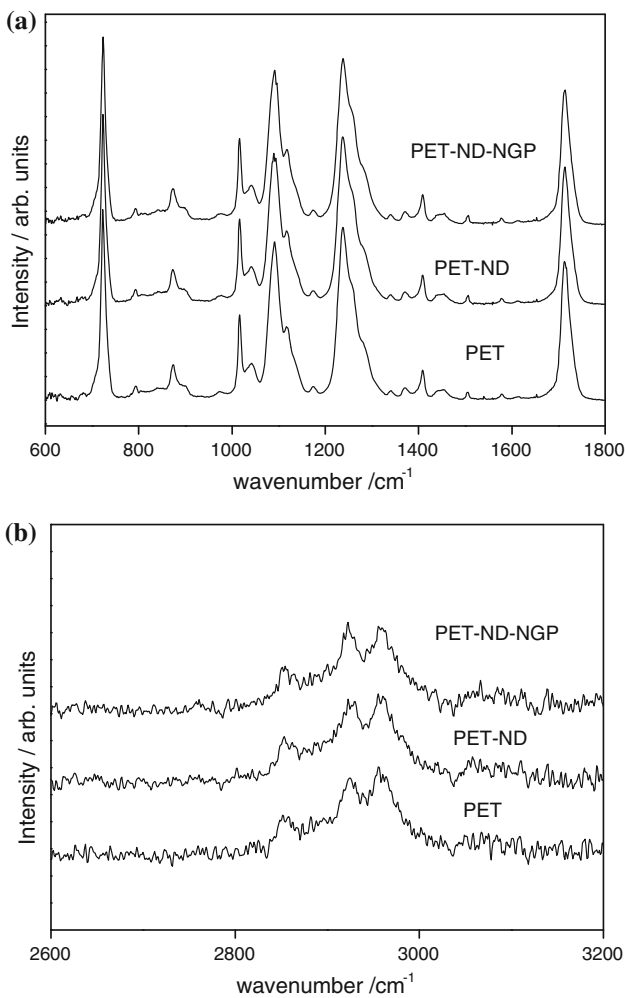 (a)
Intensity / arb. units
PET-ND-NGP
PET-ND
PET
600 800 1000 1200 1400 1600 1800
wavenumber /cm⁻¹
(b)
Intensity / arb. units
PET-ND-NGP
PET-ND
PET
2600 2800 3000 3200
wavenumber/cm⁻¹